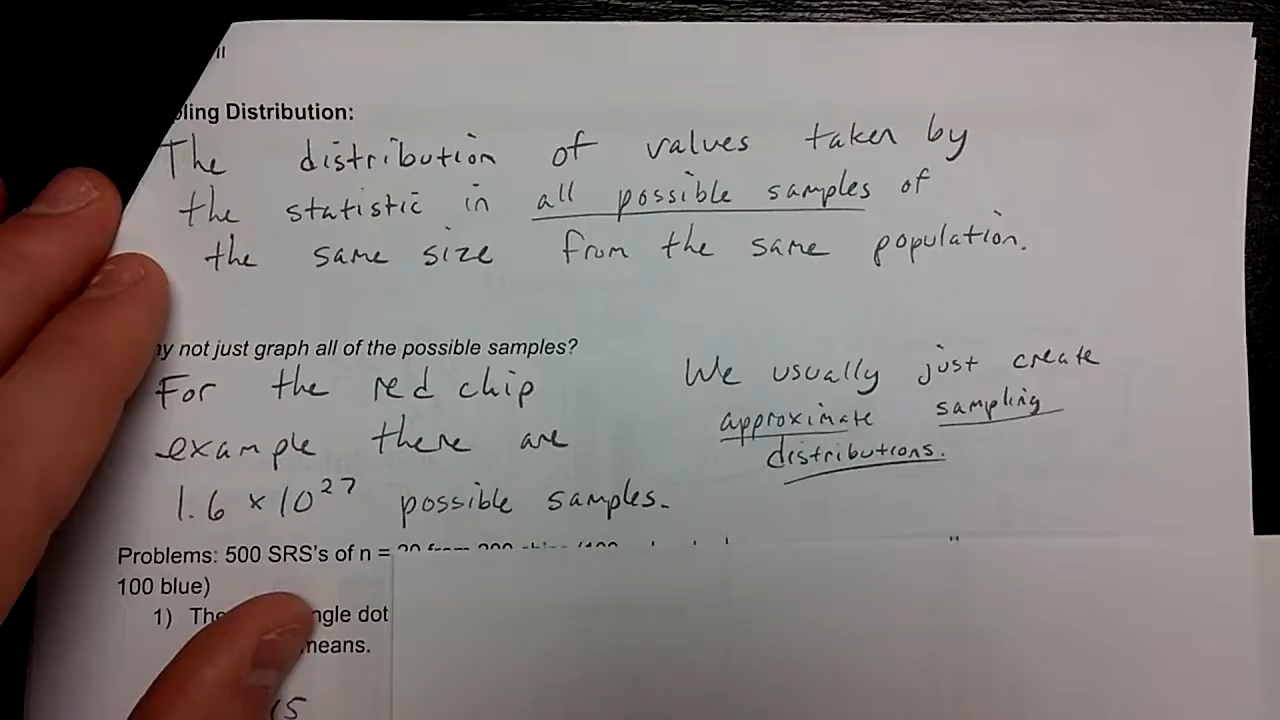 Distribution:
The distribution of values taken by
the statistic in all possible samples of
the same size from the same population.
not just graph all of the possible samples?
For the red chip
example there are
1.6 × 10²⁷ possible samples.
We usually just create
approximate sampling
distributions.
Problems: 500 SRS's of n =
100 blue)
1) dot
means.